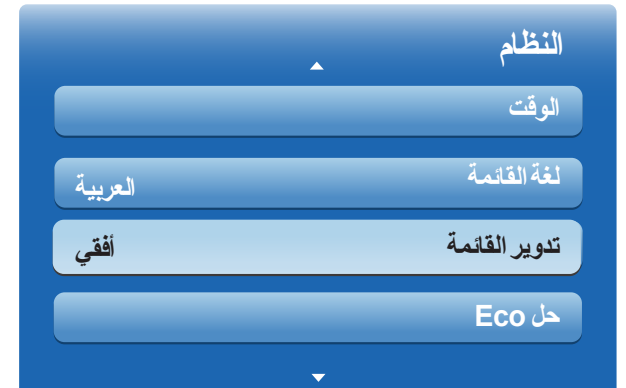 النظام
الوقت
لغة القائمة العربية
تدوير القائمة أفقي
حل Eco